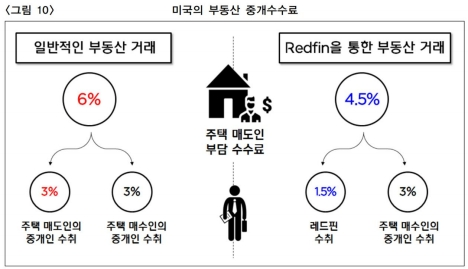 <그림 10>
미국의 부동산 중개수수료
일반적인 부동산 거래
Redfin을 통한 부동산 거래
6%
$
4.5%
주택 매도인
부담 수수료
3%
3%
1.5%
3%
주택 매도인의
중개인 수취
주택 매수인의
중개인 수취
레드핀
수취
주택 매수인의
중개인 수취